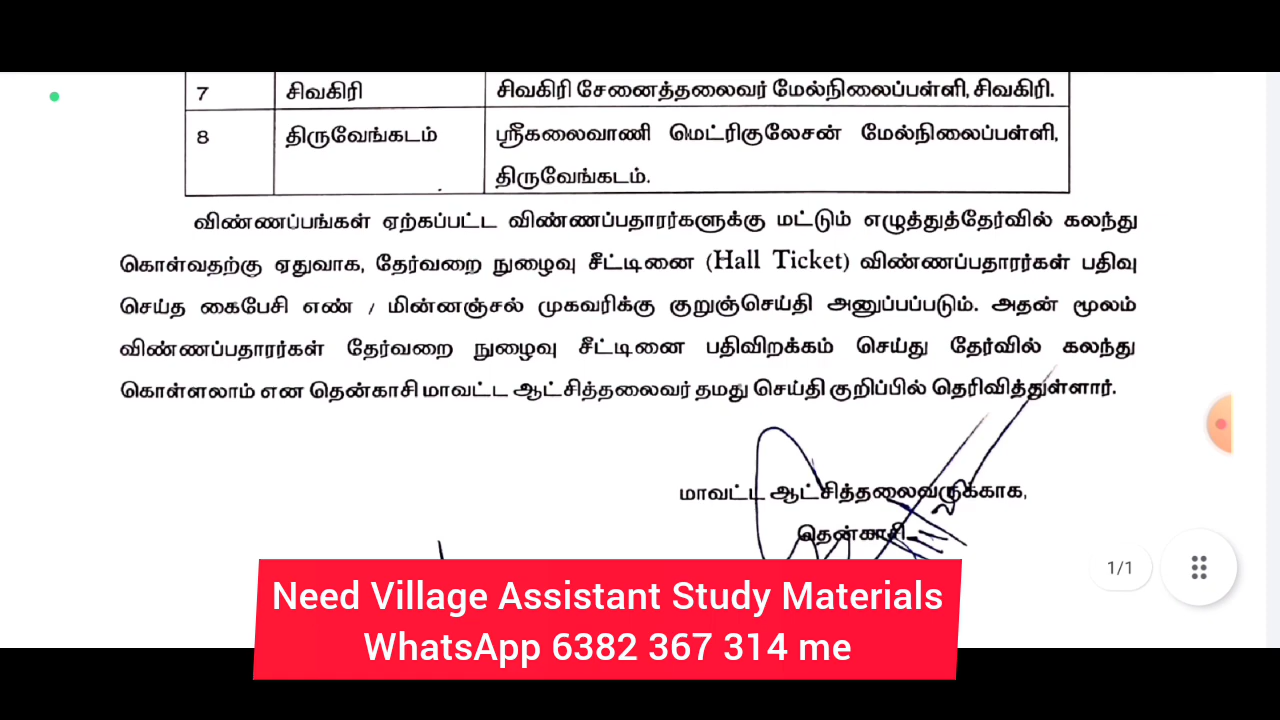 7 சிவகிரி சிவகிரி சேனைத்தலைவர் மேல்நிலைப்பள்ளி, சிவகிரி.
8 திருவேங்கடம் ஸ்ரீகலைவாணி மெட்ரிகுலேசன் மேல்நிலைப்பள்ளி,
திருவேங்கடம்.
விண்ணப்பங்கள் ஏற்கப்பட்ட விண்ணப்பதாரர்களுக்கு மட்டும் எழுத்துத்தேர்வில் கலந்து
கொள்வதற்கு ஏதுவாக, தேர்வறை நுழைவு சீட்டினை (Hall Ticket) விண்ணப்பதாரர்கள் பதிவு
செய்த கைபேசி எண் / மின்னஞ்சல் முகவரிக்கு குறுஞ்செய்தி அனுப்பப்படும். அதன் மூலம்
விண்ணப்பதாரர்கள் தேர்வறை நுழைவு சீட்டினை பதிவிறக்கம் செய்து தேர்வில் கலந்து
கொள்ளலாம் என தென்காசி மாவட்ட ஆட்சித்தலைவர் தமது செய்தி குறிப்பில் தெரிவித்துள்ளார்.
மாவட்ட ஆட்சித்தலைவருக்காக,
தென்காசி
1/1
Need Village Assistant Study Materials
WhatsApp 6382 367 314 me